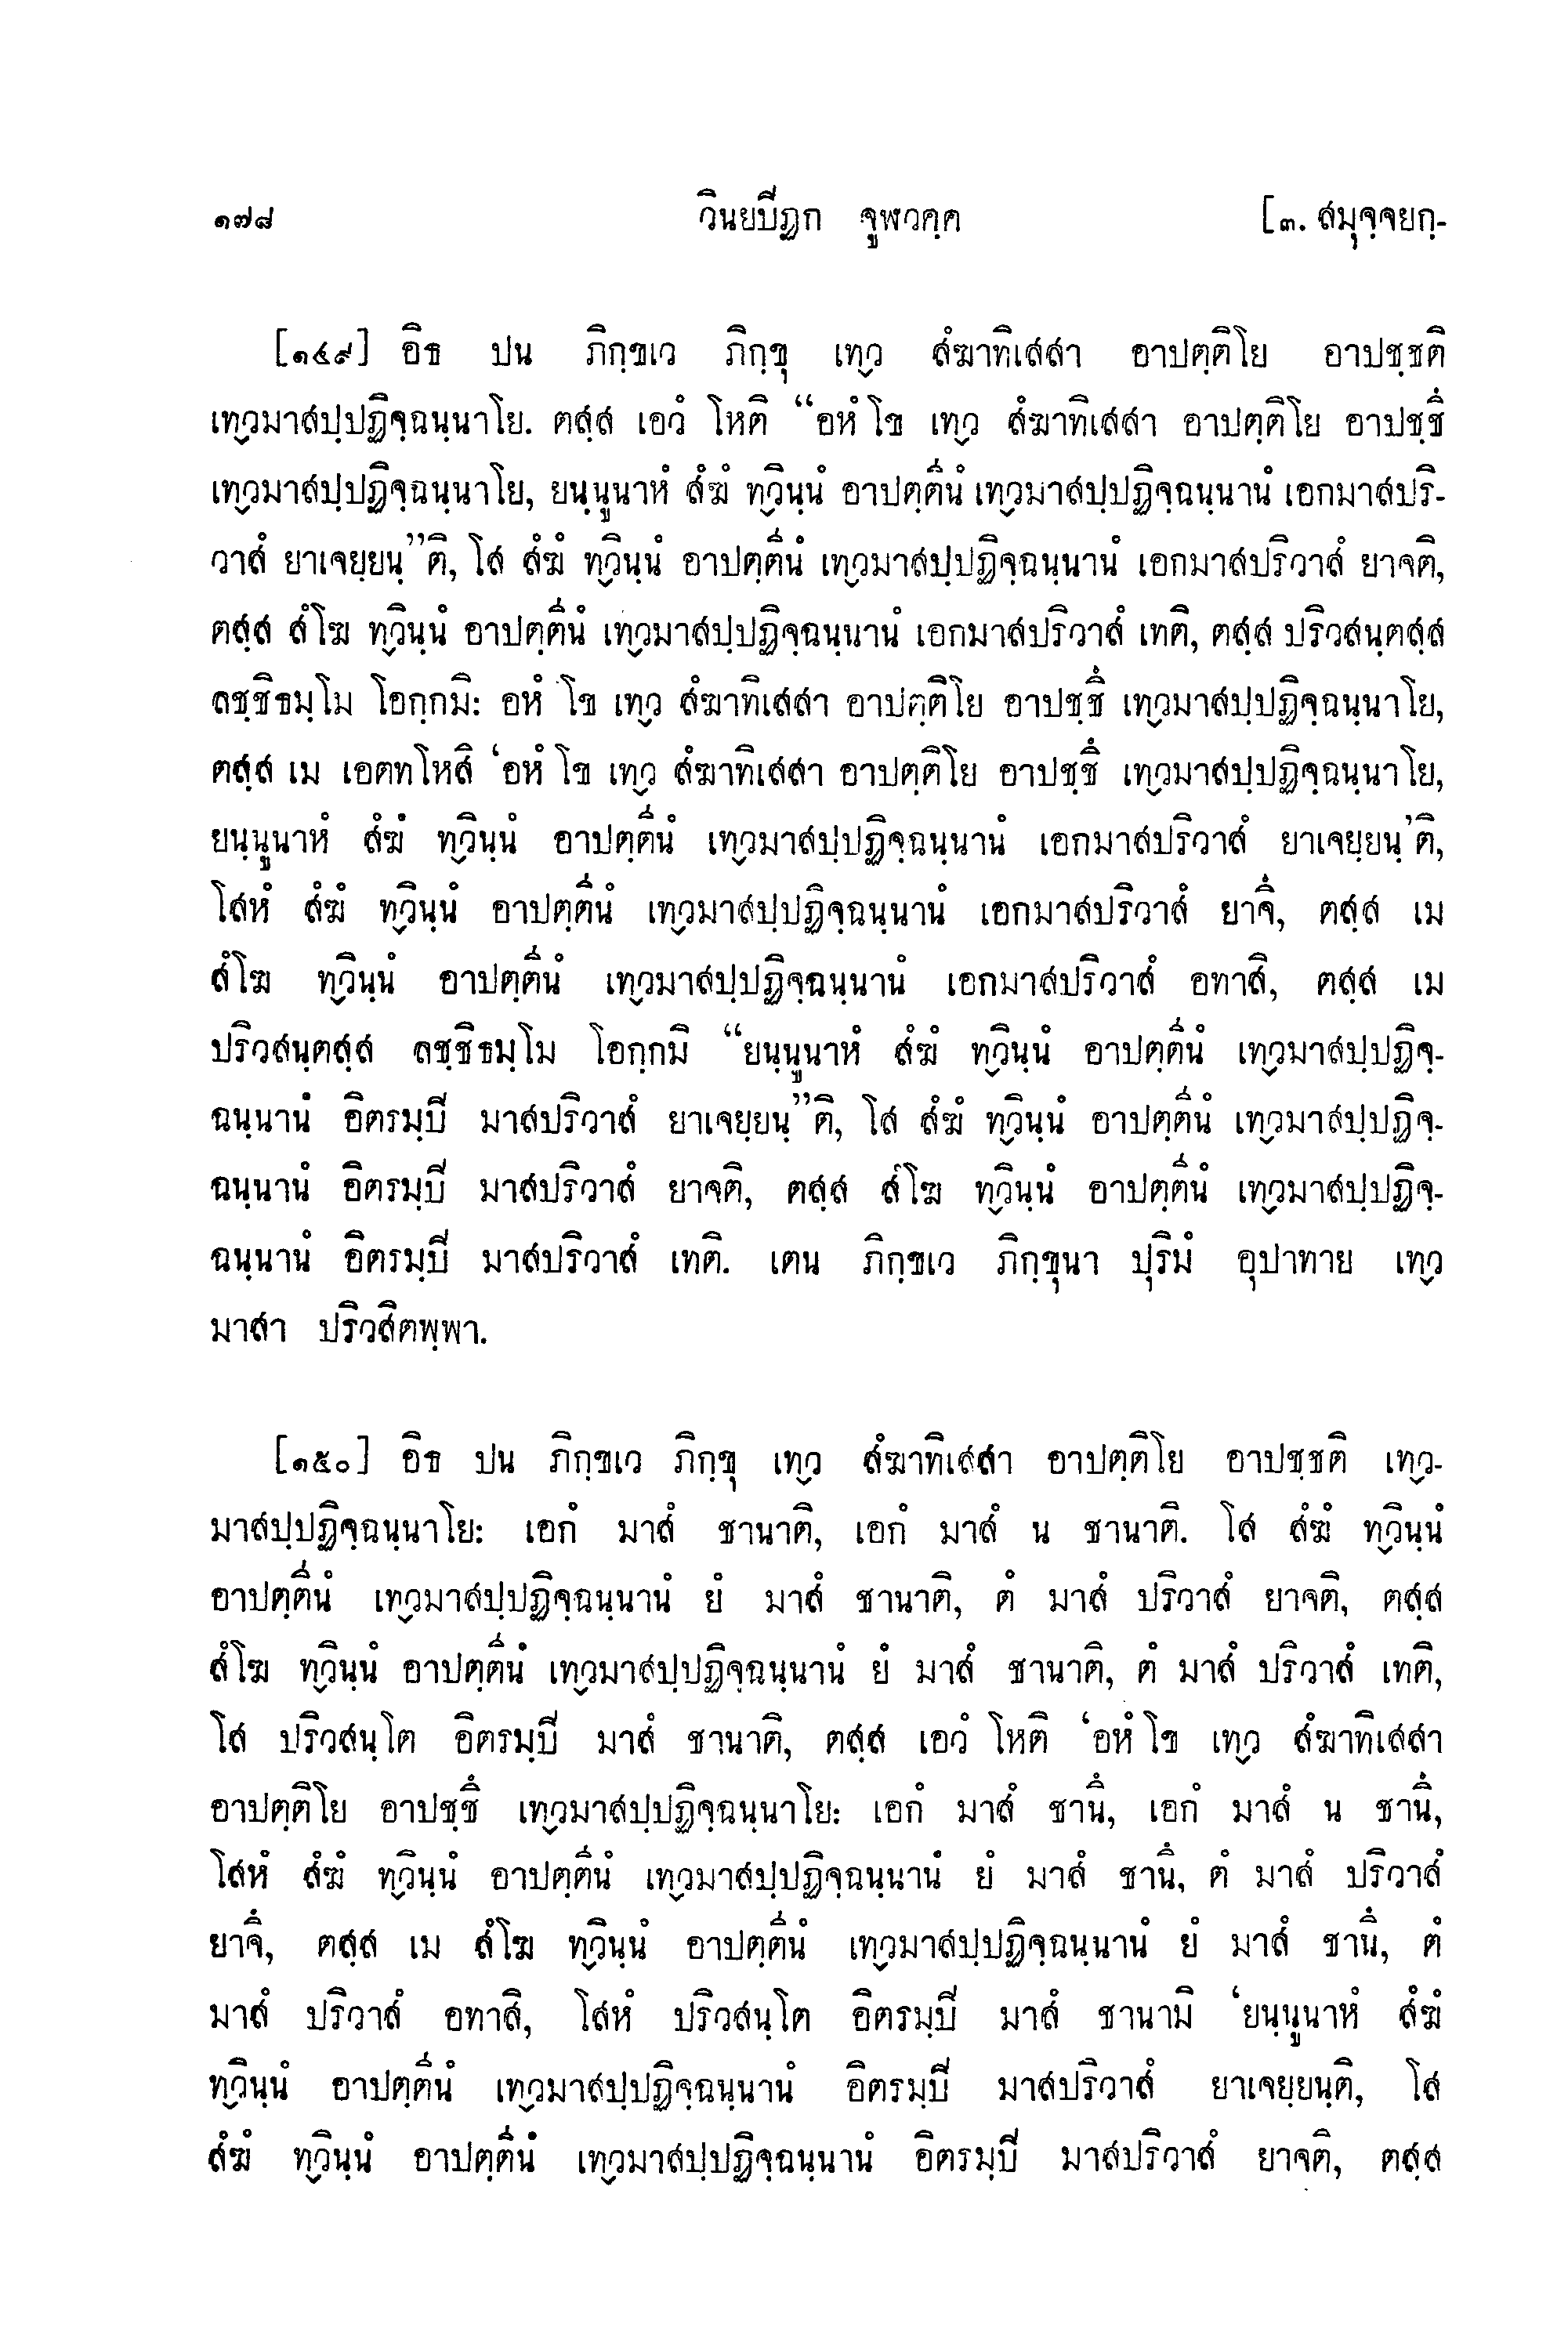 ๑๗๘ วินยปิฏก จูฬวคฺค [๓. สมุจฺจยกฺ-
[๑๔๙] อิธ ปน ภิกฺขเว ภิกฺขุ เทฺว สํฆาทิเสสา อาปตฺติโย อาปชฺชติ
เทฺวมาสปฺปฏิจฺฉนฺนาโย. ตสฺส เอวํ โหติ “อหํ โข เทฺว สํฆาทิเสสา อาปตฺติโย อาปชฺชึ
เทฺวมาสปฺปฏิจฺฉนฺนาโย, ยนฺนูนาหํ สํฆํ ทฺวินฺนํ อาปตฺตีนํ เทฺวมาสปฺปฏิจฺฉนฺนานํ เอกมาสปริ-
วาสํ ยาเจยฺยนฺ”ติ, โส สํฆํ ทฺวินฺนํ อาปตฺตีนํ เทฺวมาสปฺปฏิจฺฉนฺนานํ เอกมาสปริวาสํ ยาจติ,
ตสฺส สํโฆ ทฺวินฺนํ อาปตฺตีนํ เทฺวมาสปฺปฏิจฺฉนฺนานํ เอกมาสปริวาสํ เทติ, ตสฺส ปริวสนฺตสฺส
ลชฺชิธมฺโม โอกฺกมิ: อหํ โข เทฺว สํฆาทิเสสา อาปตฺติโย อาปชฺชึ เทฺวมาสปฺปฏิจฺฉนฺนาโย,
ตสฺส เม เอตทโหสิ ‘อหํ โข เทฺว สํฆาทิเสสา อาปตฺติโย อาปชฺชึ เทฺวมาสปฺปฏิจฺฉนฺนาโย,
ยนฺนูนาหํ สํฆํ ทฺวินฺนํ อาปตฺตีนํ เทฺวมาสปฺปฏิจฺฉนฺนานํ เอกมาสปริวาสํ ยาเจยฺยนฺ’ติ,
โสหํ สํฆํ ทฺวินฺนํ อาปตฺตีนํ เทฺวมาสปฺปฏิจฺฉนฺนานํ เอกมาสปริวาสํ ยาจึ, ตสฺส เม
สํโฆ ทฺวินฺนํ อาปตฺตีนํ เทฺวมาสปฺปฏิจฺฉนฺนานํ เอกมาสปริวาสํ อทาสิ, ตสฺส เม
ปริวสนฺตสฺส ลชฺชิธมฺโม โอกฺกมิ “ยนฺนูนาหํ สํฆํ ทฺวินฺนํ อาปตฺตีนํ เทฺวมาสปฺปฏิจฺ-
ฉนฺนานํ อิตรมฺปี มาสปริวาสํ ยาเจยฺยนฺ”ติ, โส สํฆํ ทฺวินฺนํ อาปตฺตีนํ เทฺวมาสปฺปฏิจฺ-
ฉนฺนานํ อิตรมฺปี มาสปริวาสํ ยาจติ, ตสฺส สํโฆ ทฺวินฺนํ อาปตฺตีนํ เทฺวมาสปฺปฏิจฺ-
ฉนฺนานํ อิตรมฺปี มาสปริวาสํ เทติ. เตน ภิกฺขเว ภิกฺขุนา ปุริมํ อุปาทาย เทฺว
มาสา ปริวสิตพฺพา.
[๑๕๐] อิธ ปน ภิกฺขเว ภิกฺขุ เทฺว สํฆาทิเสสา อาปตฺติโย อาปชฺชติ เทฺว-
มาสปฺปฏิจฺฉนฺนาโย: เอกํ มาสํ ชานาติ, เอกํ มาสํ น ชานาติ. โส สํฆํ ทฺวินฺนํ
อาปตฺตีนํ เทฺวมาสปฺปฏิจฺฉนฺนานํ ยํ มาสํ ชานาติ, ตํ มาสํ ปริวาสํ ยาจติ, ตสฺส
สํโฆ ทฺวินฺนํ อาปตฺตีนํ เทฺวมาสปฺปฏิจฺฉนฺนานํ ยํ มาสํ ชานาติ, ตํ มาสํ ปริวาสํ เทติ,
โส ปริวสนฺโต อิตรมฺปี มาสํ ชานาติ, ตสฺส เอวํ โหติ ‘อหํ โข เทฺว สํฆาทิเสสา
อาปตฺติโย อาปชฺชึ เทฺวมาสปฺปฏิจฺฉนฺนาโย: เอกํ มาสํ ชานึ, เอกํ มาสํ น ชานึ,
โสหํ สํฆํ ทฺวินฺนํ อาปตฺตีนํ เทฺวมาสปฺปฏิจฺฉนฺนานํ ยํ มาสํ ชานึ, ตํ มาสํ ปริวาสํ
ยาจึ, ตสฺส เม สํโฆ ทฺวินฺนํ อาปตฺตีนํ เทฺวมาสปฺปฏิจฺฉนฺนานํ ยํ มาสํ ชานึ, ตํ
มาสํ ปริวาสํ อทาสิ, โสหํ ปริวสนฺโต อิตรมฺปี มาสํ ชานามิ ‘ยนฺนูนาหํ สํฆํ
ทฺวินฺนํ อาปตฺตีนํ เทฺวมาสปฺปฏิจฺฉนฺนานํ อิตรมฺปี มาสปริวาสํ ยาเจยฺยนฺติ, โส
สํฆํ ทฺวินฺนํ อาปตฺตีนํ เทฺวมาสปฺปฏิจฺฉนฺนานํ อิตรมฺปี มาสปริวาสํ ยาจติ, ตสฺส